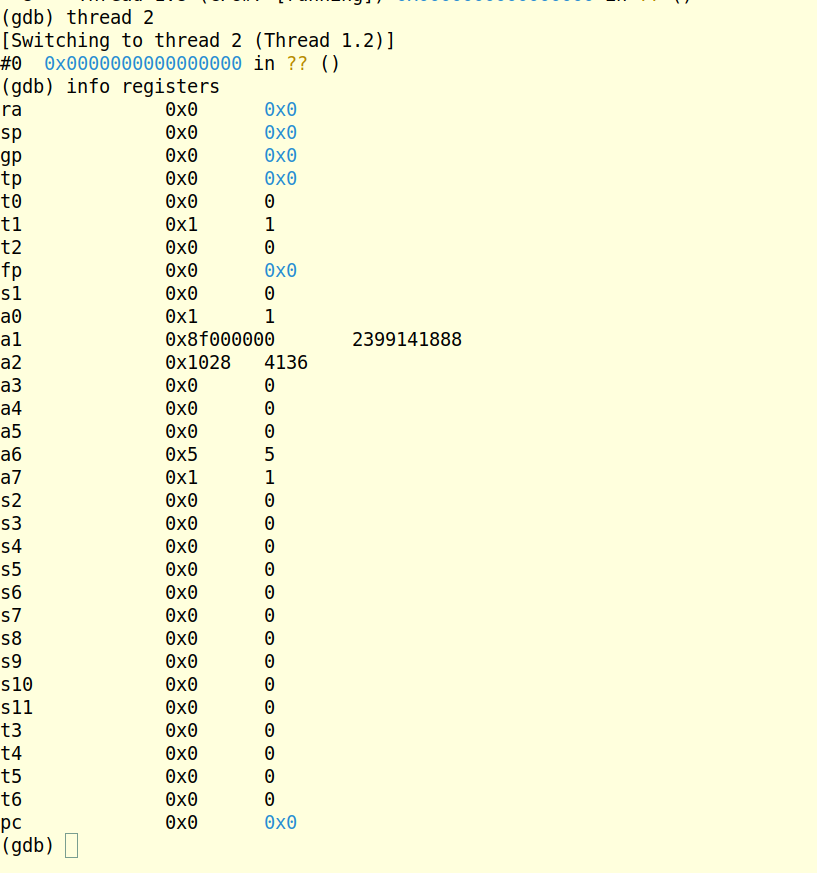 (gdb) thread 2
[Switching to thread 2 (Thread 1.2)]
#0  0x0000000000000000 in ?? ()
(gdb) info registers
ra             0x0      0x0
sp             0x0      0x0
gp             0x0      0x0
tp             0x0      0x0
t0             0x0      0
t1             0x1      1
t2             0x0      0
fp             0x0      0x0
s1             0x0      0
a0             0x1      1
a1             0x8f000000       2399141888
a2             0x1028   4136
a3             0x0      0
a4             0x0      0
a5             0x0      0
a6             0x5      5
a7             0x1      1
s2             0x0      0
s3             0x0      0
s4             0x0      0
s5             0x0      0
s6             0x0      0
s7             0x0      0
s8             0x0      0
s9             0x0      0
s10            0x0      0
s11            0x0      0
t3             0x0      0
t4             0x0      0
t5             0x0      0
t6             0x0      0
pc             0x0      0x0
(gdb)